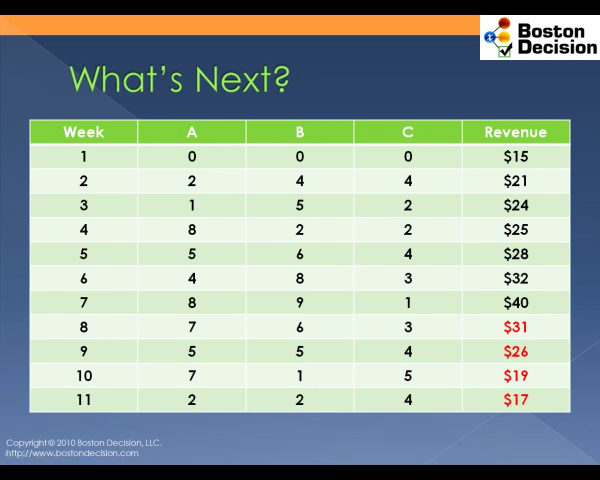 Boston
Decision
What's Next?
Week A B C Revenue
1 0 0 0 $15
2 2 4 4 $21
3 1 5 2 $24
4 8 2 2 $25
5 5 6 4 $28
6 4 8 3 $32
7 8 9 1 $40
8 7 6 3 $31
9 5 5 4 $26
10 7 1 5 $19
11 2 2 4 $17
Copyright © 2010 Boston Decision, LLC.
http://www.bostondecision.com